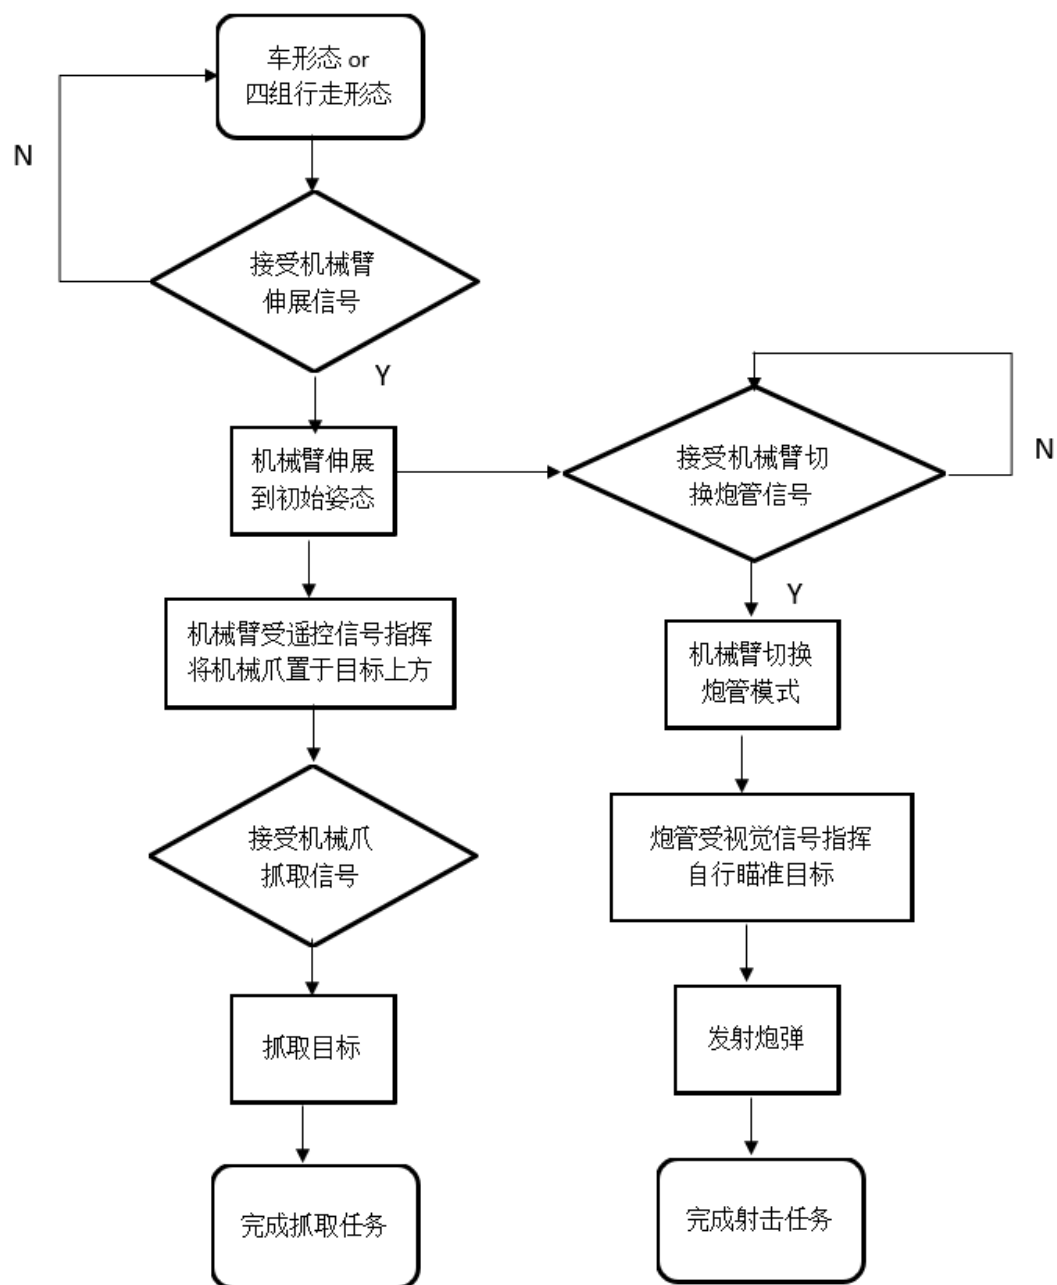 车形态 or
四组行走形态
N
接受机械臂
伸展信号
Y
机械臂伸展
到初始姿态
接受机械臂切
换炮管信号
N
Y
机械臂受遥控信号指挥
将机械爪置于目标上方
机械臂切换
炮管模式
接受机械爪
抓取信号
炮管受视觉信号指挥
自行瞄准目标
抓取目标
发射炮弹
完成抓取任务
完成射击任务